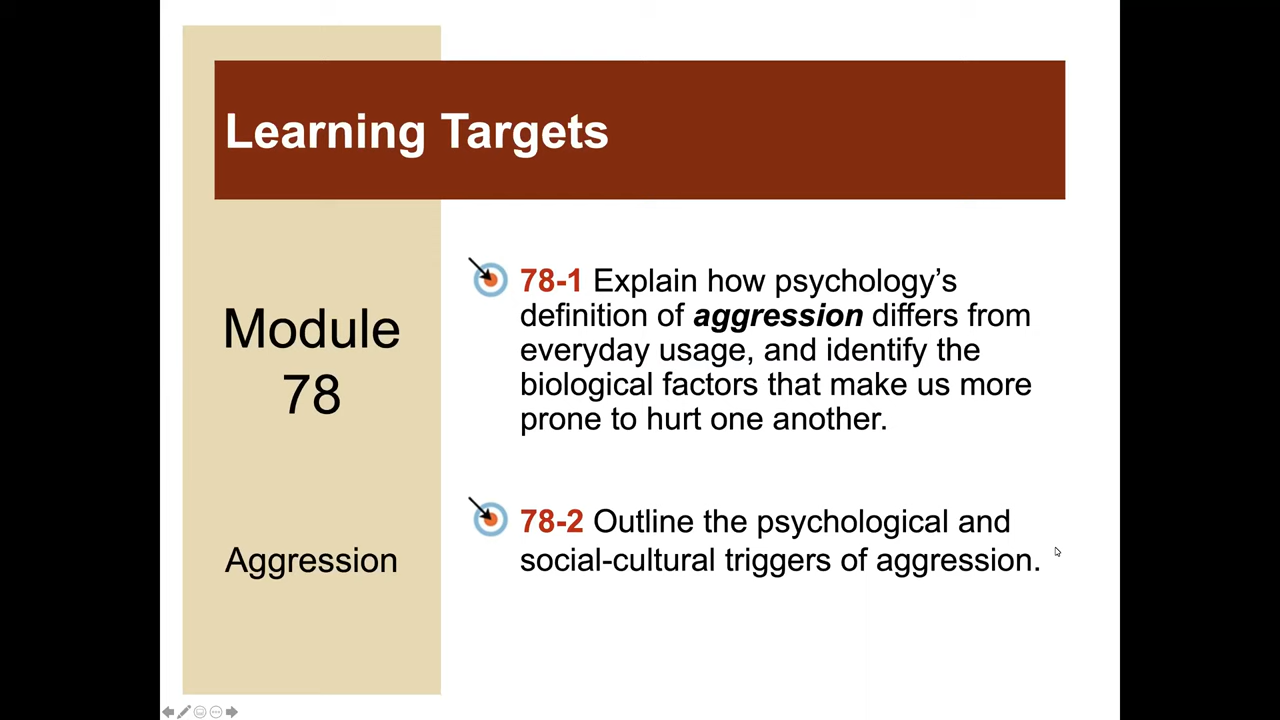 Learning Targets
Module
78
Aggression
78-1 Explain how psychology’s
definition of aggression differs from
everyday usage, and identify the
biological factors that make us more
prone to hurt one another.
78-2 Outline the psychological and
social-cultural triggers of aggression.